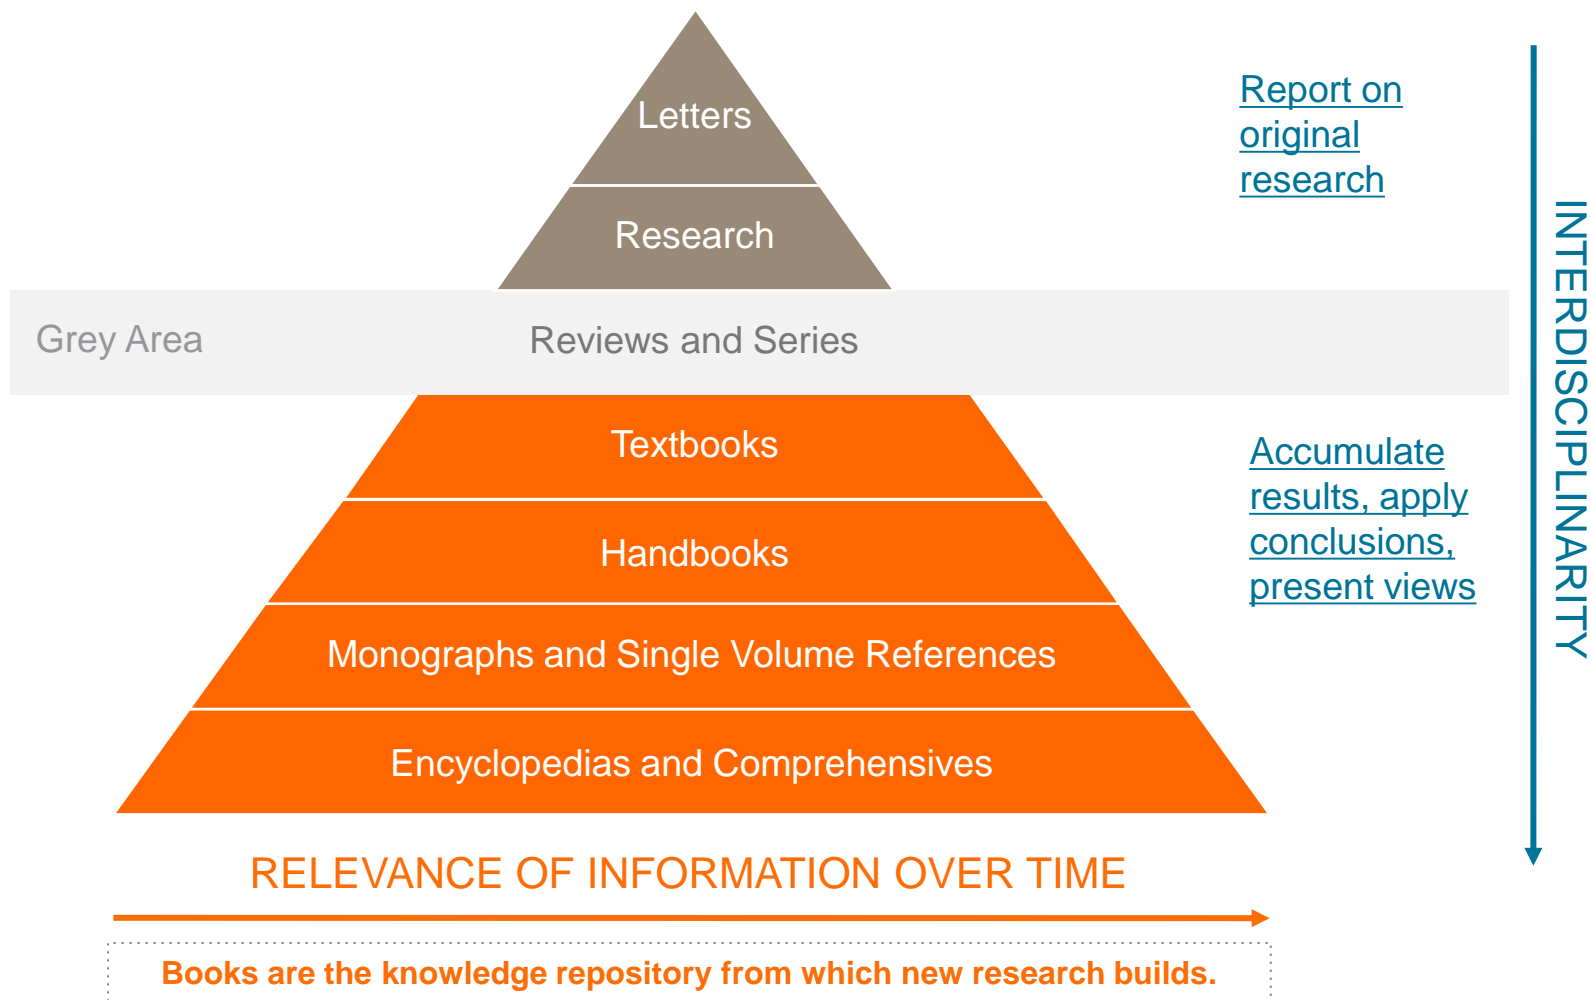 Letters
Report on
original
research
Research
Grey Area
Reviews and Series
Textbooks
Accumulate
results, apply
conclusions,
present views
Handbooks
Monographs and Single Volume References
Encyclopedias and Comprehensives
INTERDISCIPLINARITY
RELEVANCE OF INFORMATION OVER TIME
Books are the knowledge repository from which new research builds.